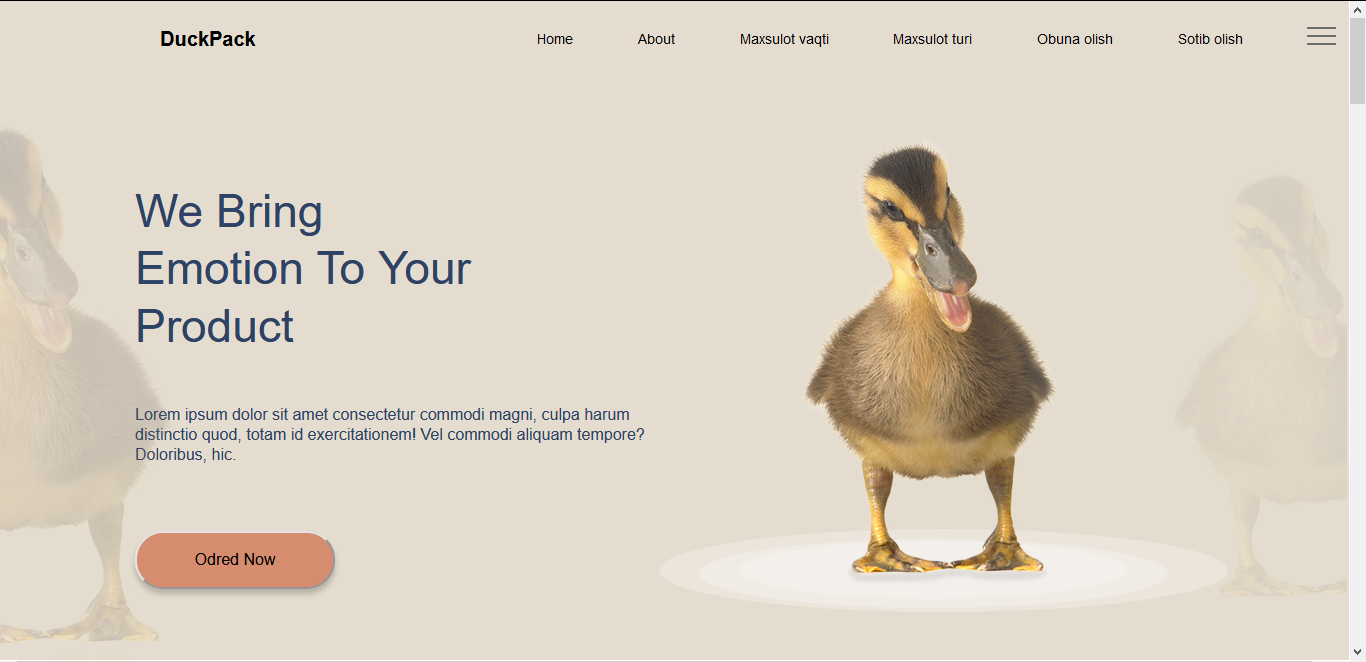 DuckPack
Home About Maxsulot vaqti Maxsulot turi Obuna olish Sotib olish
We Bring
Emotion To Your
Product
Lorem ipsum dolor sit amet consectetur commodi magni, culpa harum
distinctio quod, totam id exercitationem! Vel commodi aliquam tempore?
Doloribus, hic.
Odred Now